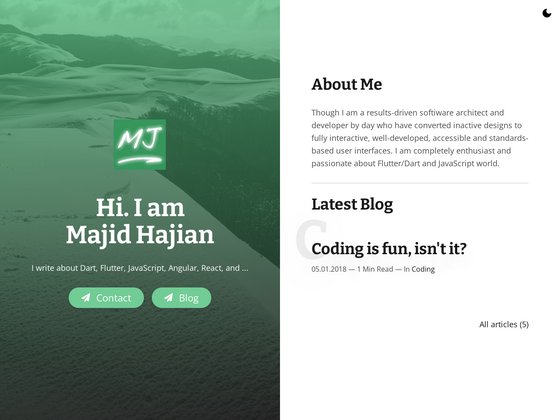 MJ
Hi. I am
Majid Hajian
I write about Dart, Flutter, JavaScript, Angular, React, and ...
Contact
Blog
About Me
Though I am a results-driven software architect and
developer by day who have converted inactive designs to
fully interactive, well-developed, accessible and standards-
based user interfaces. I am completely enthusiast and
passionate about Flutter/Dart and JavaScript world.
Latest Blog
C
Coding is fun, isn't it?
05.01.2018 — 1 Min Read — In Coding
All articles (5)